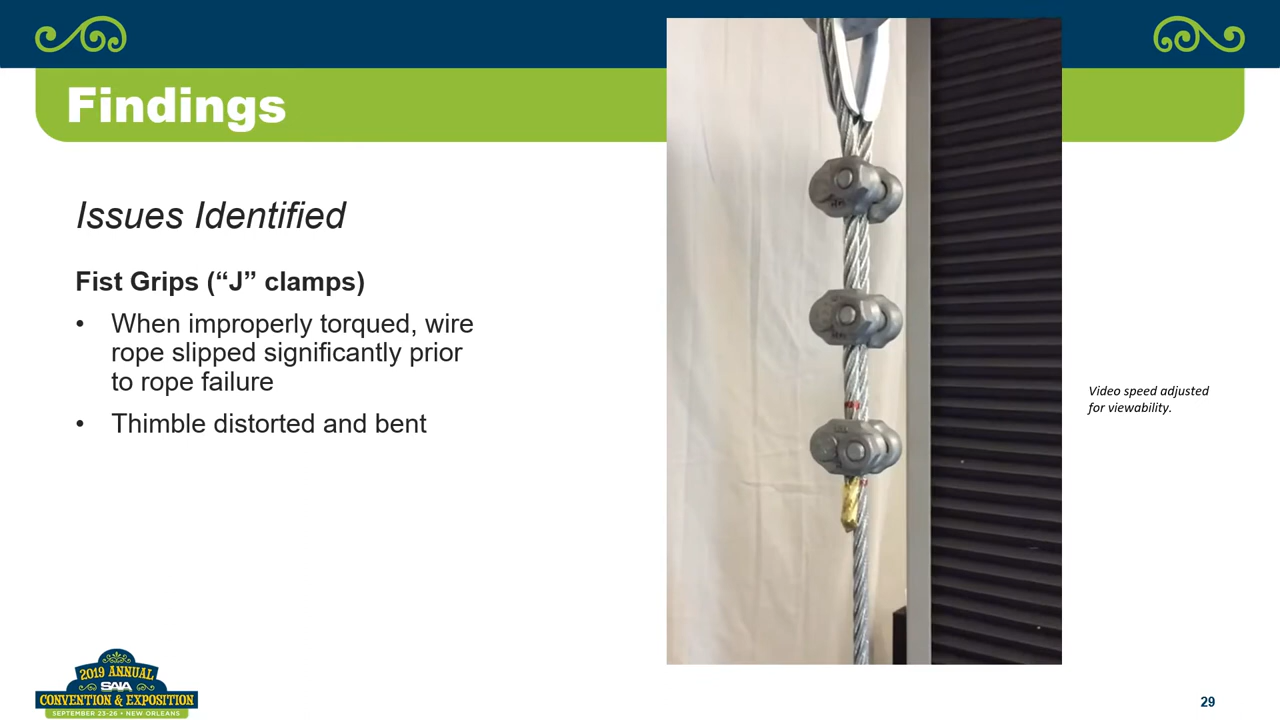 Findings
Issues Identified
Fist Grips (“J” clamps)
• When improperly torqued, wire
rope slipped significantly prior
to rope failure
• Thimble distorted and bent
Video speed adjusted
for viewability.
2019 ANNUAL
SAIA
CONVENTION & EXPOSITION
SEPTEMBER 23-26 • NEW ORLEANS
29